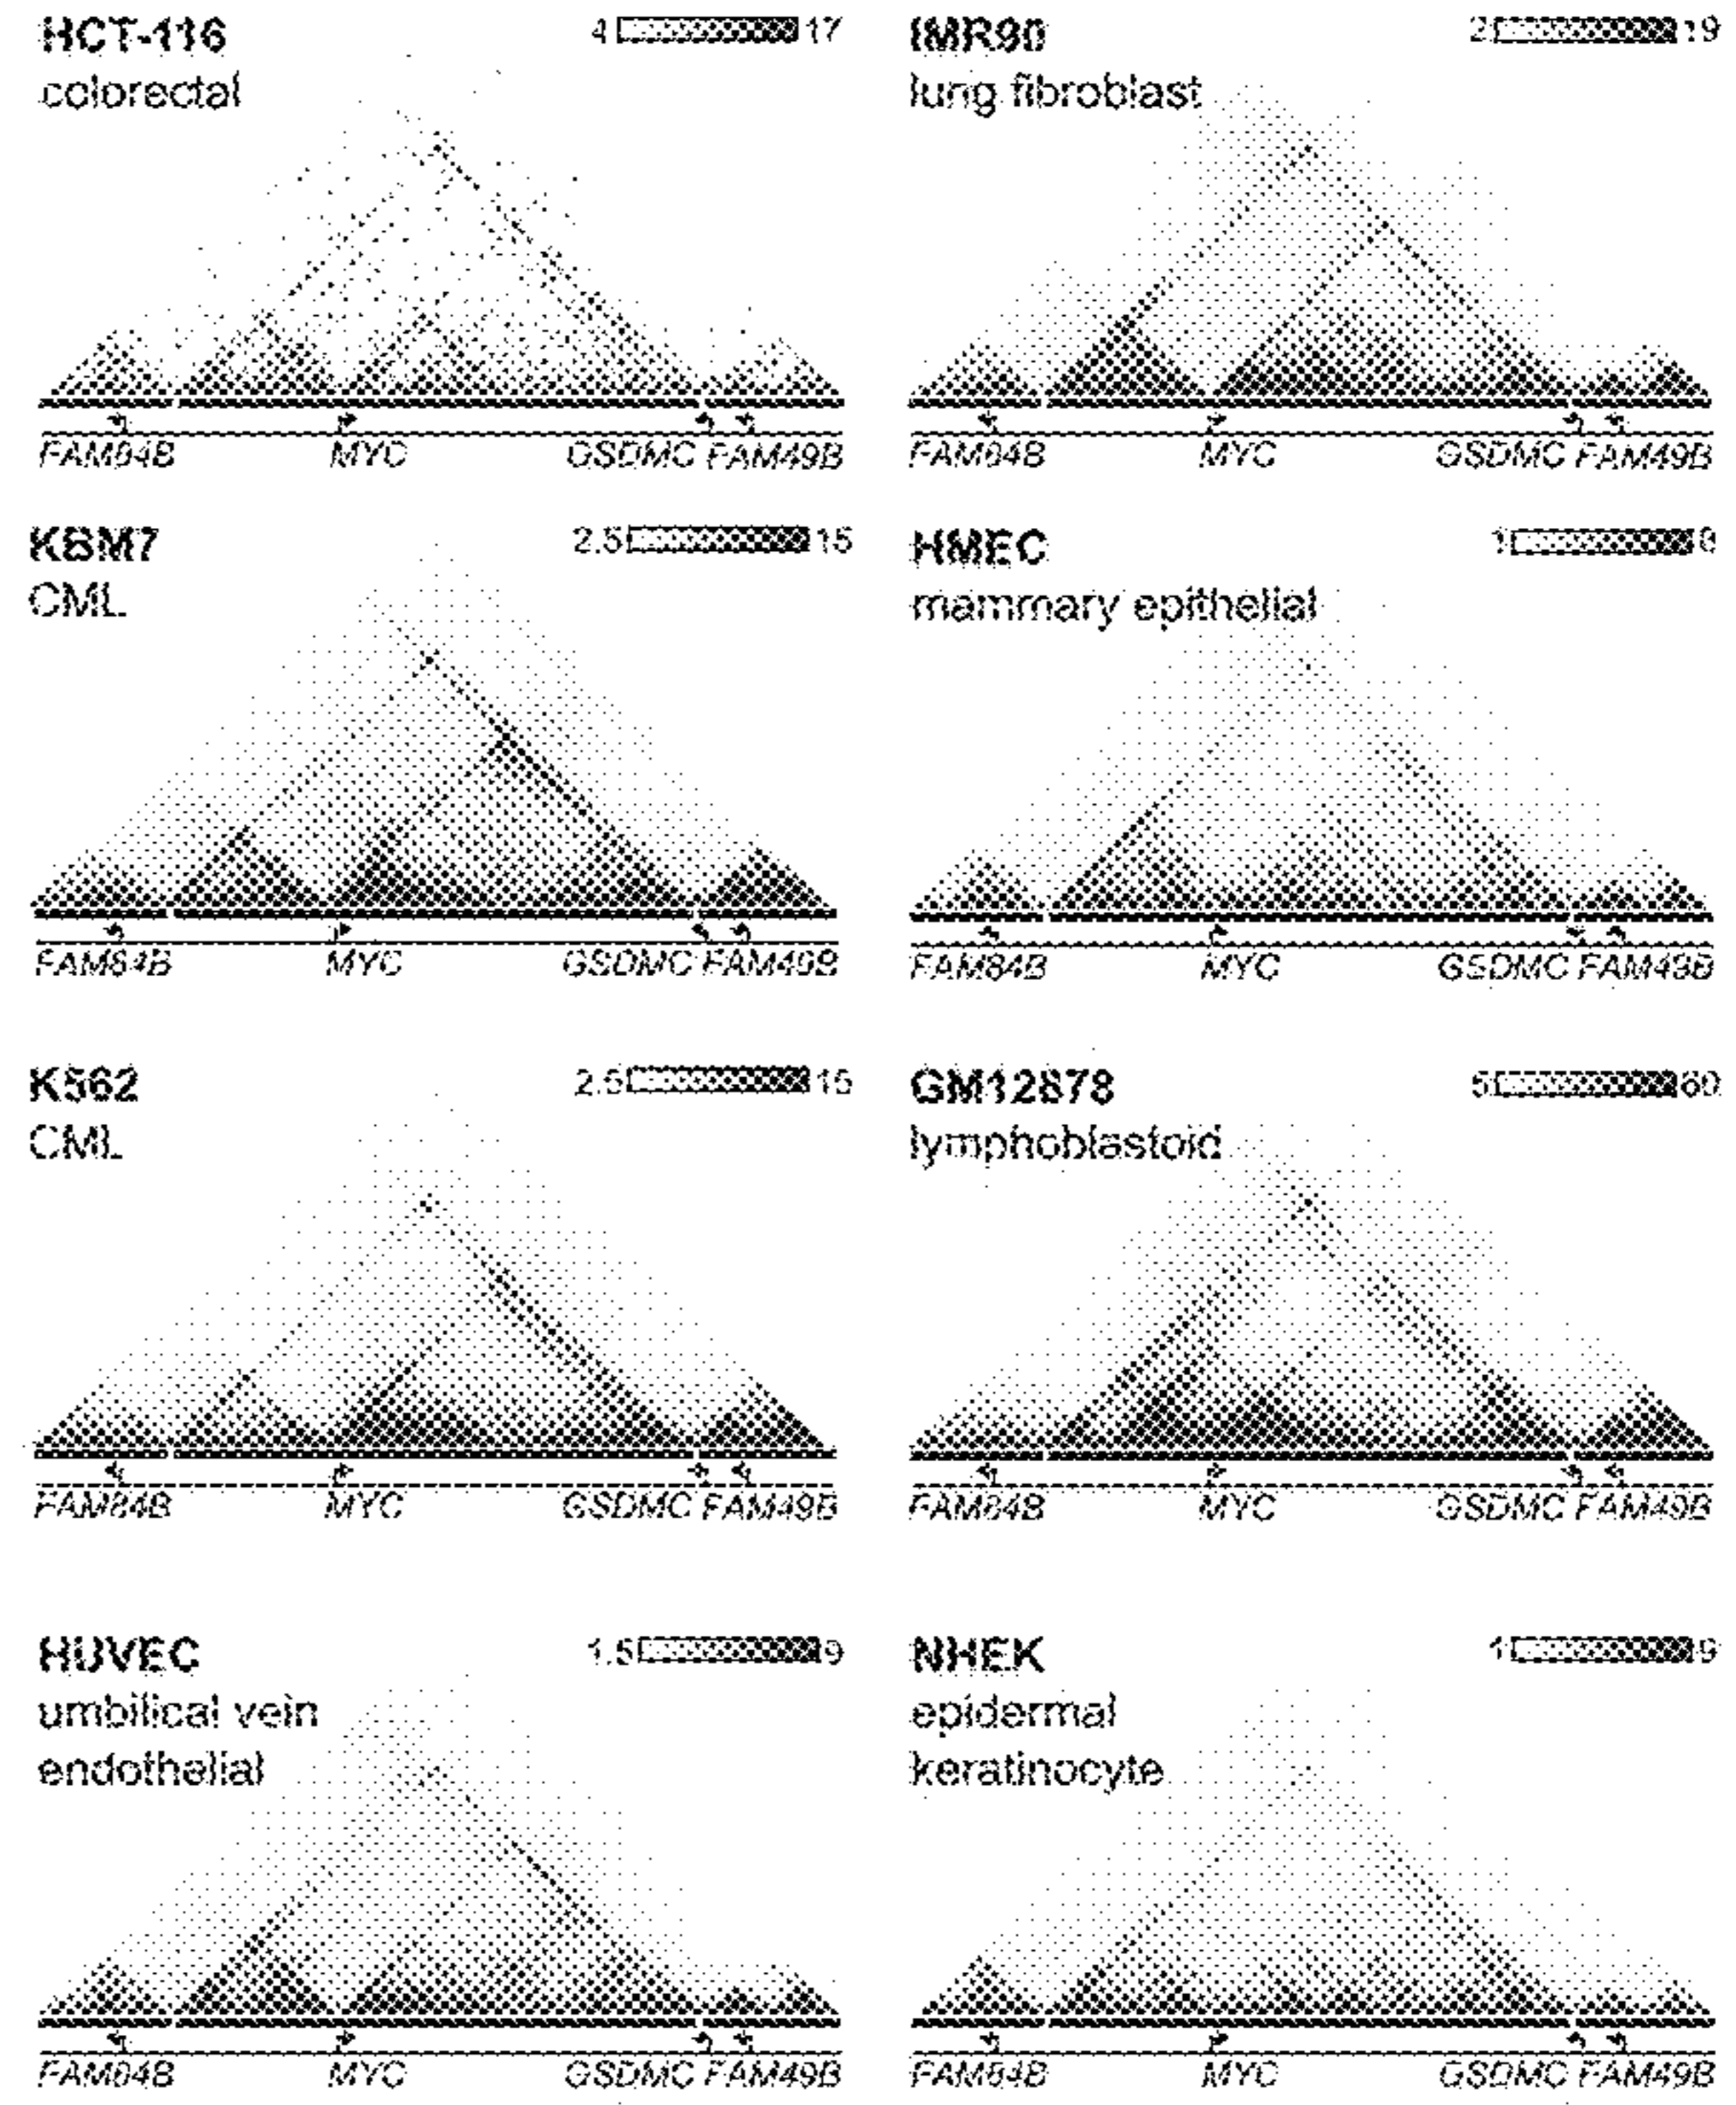 HCT-116
colorectal
4 17
FAM84B MYC GSDMC FAM49B
IMR90
lung fibroblast
2 19
FAM84B MYC GSDMC FAM49B
KBM7
CML
2.5 15
FAM84B MYC GSDMC FAM49B
HMEC
mammary epithelial
1
FAM84B MYC GSDMC FAM49B
K562
CML
2.5 15
FAM84B MYC GSDMC FAM49B
GM12878
lymphoblastoid
5 60
FAM84B MYC GSDMC FAM49B
HUVEC
umbilical vein
endothelial
1.5 9
FAM84B MYC GSDMC FAM49B
NHEK
epidermal
keratinocyte
1 9
FAM84B MYC GSDMC FAM49B